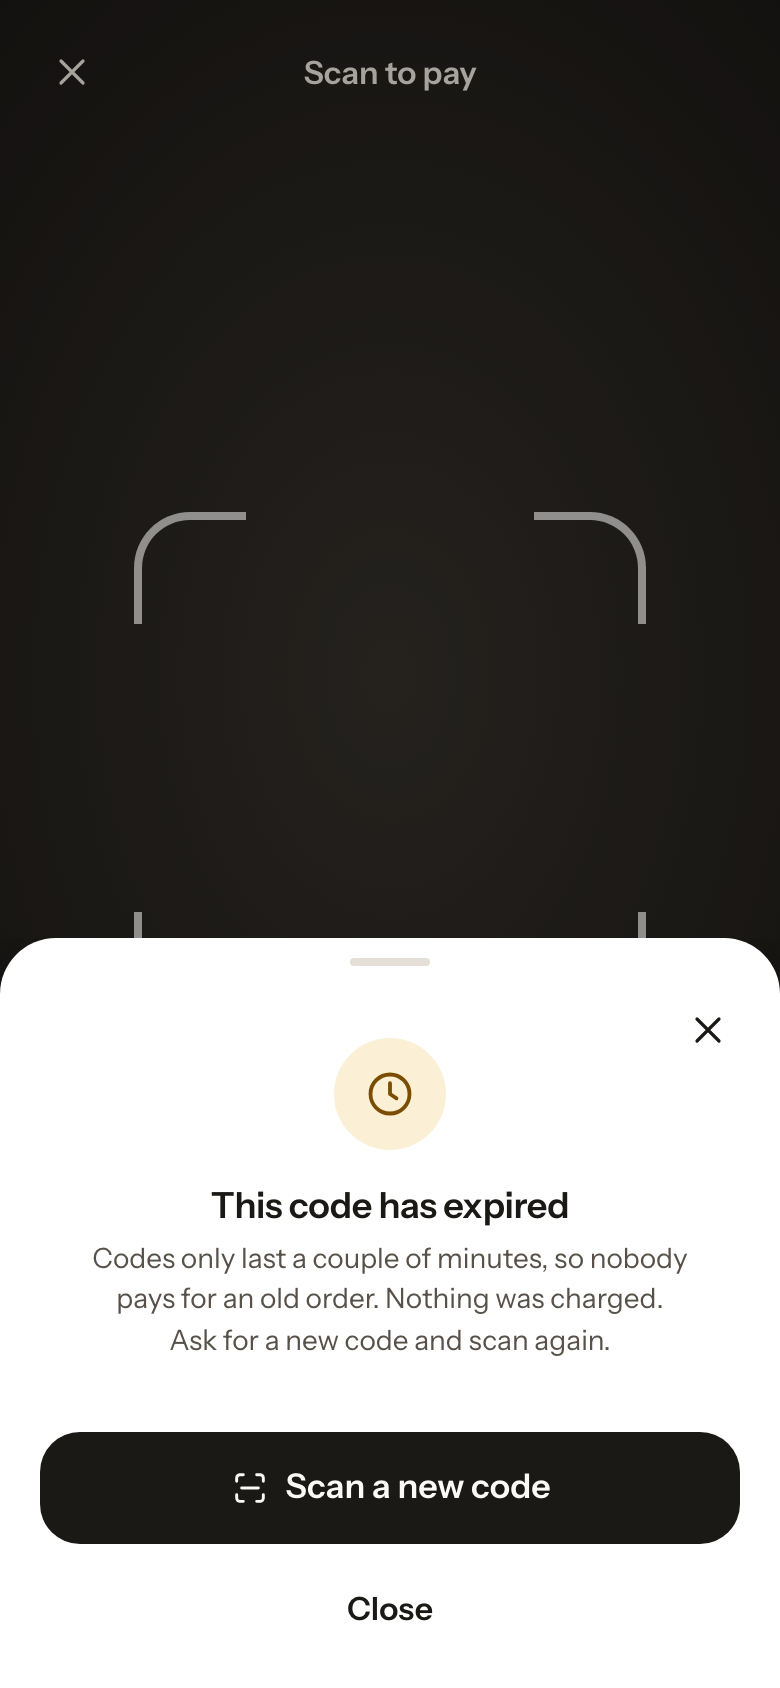 Scan to pay
This code has expired
Codes only last a couple of minutes, so nobody
pays for an old order. Nothing was charged.
Ask for a new code and scan again.
Scan a new code
Close